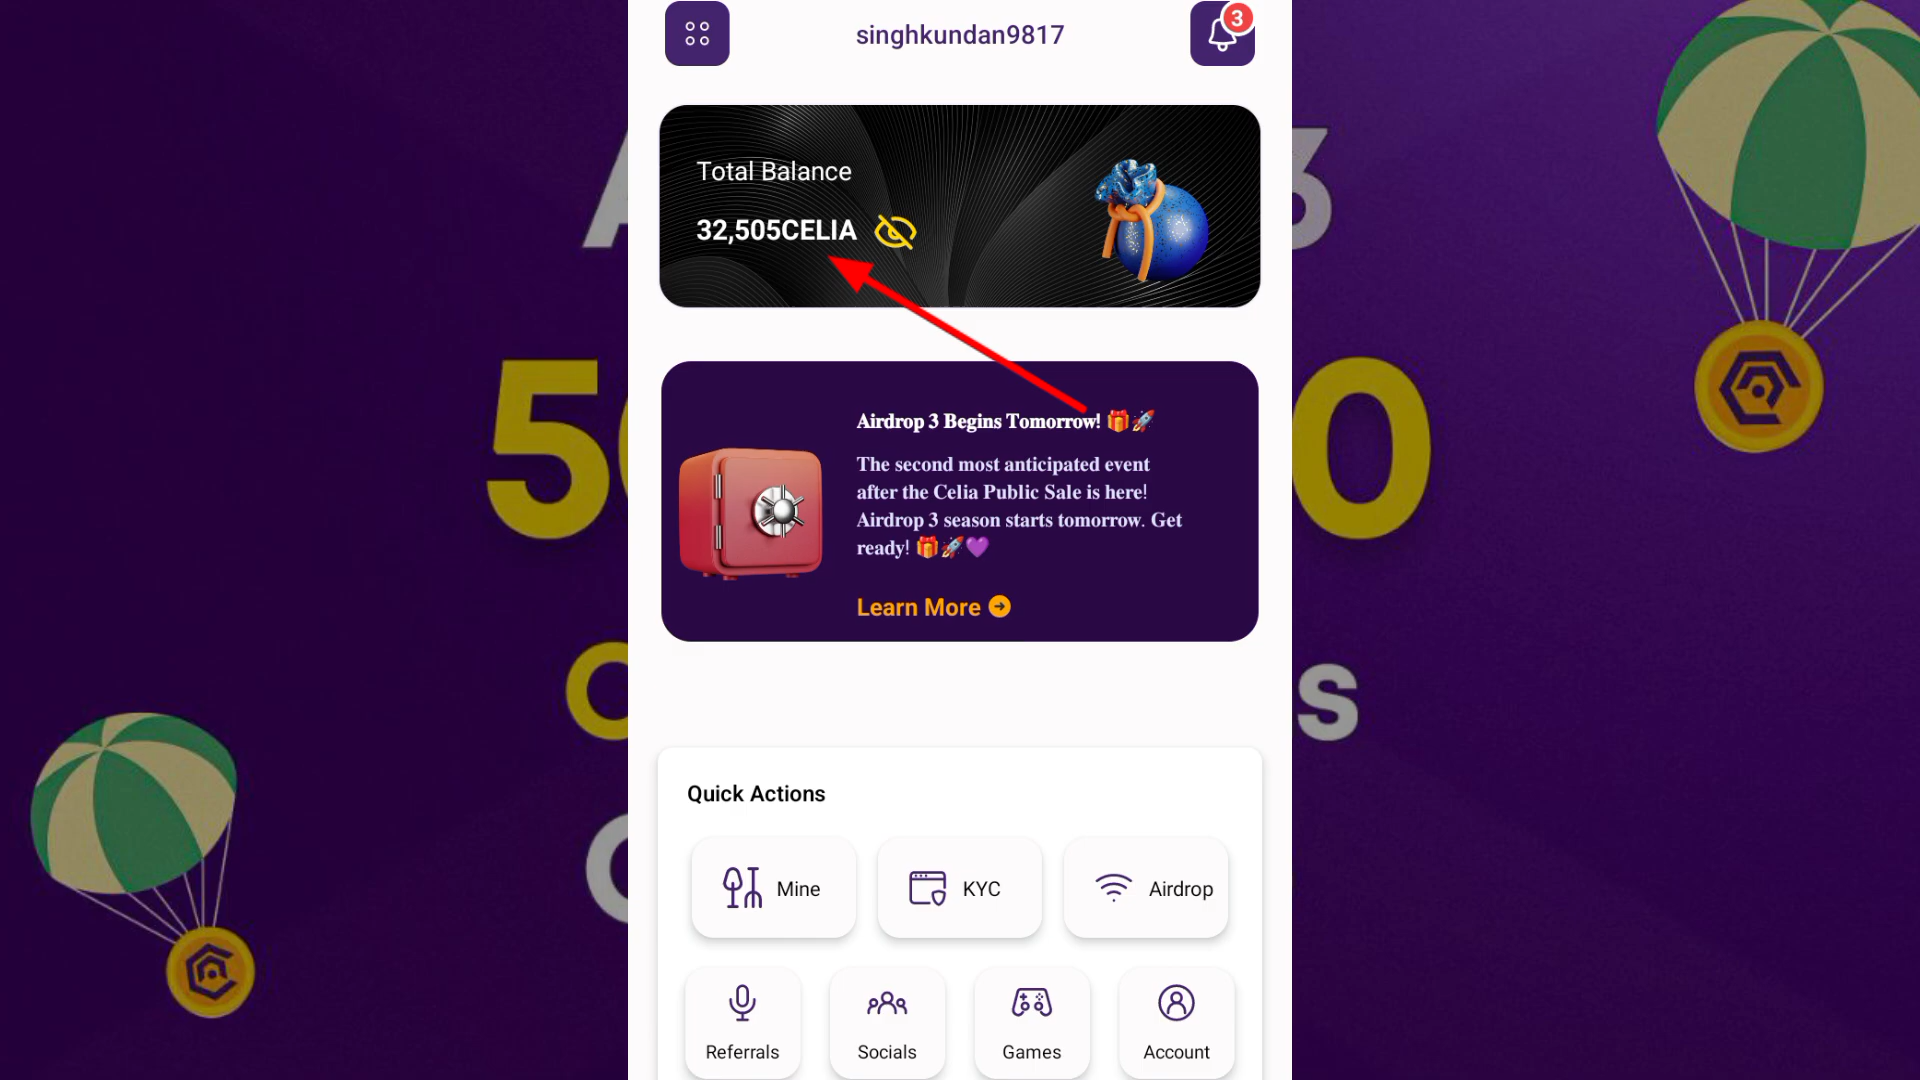 singhkundan9817
3
Total Balance
32,505CELIA
Airdrop 3 Begins Tomorrow! 🎁🚀
The second most anticipated event
after the Celia Public Sale is here!
Airdrop 3 season starts tomorrow. Get
ready! 🎁🚀💜
Learn More
Quick Actions
Mine
KYC
Airdrop
Referrals
Socials
Games
Account